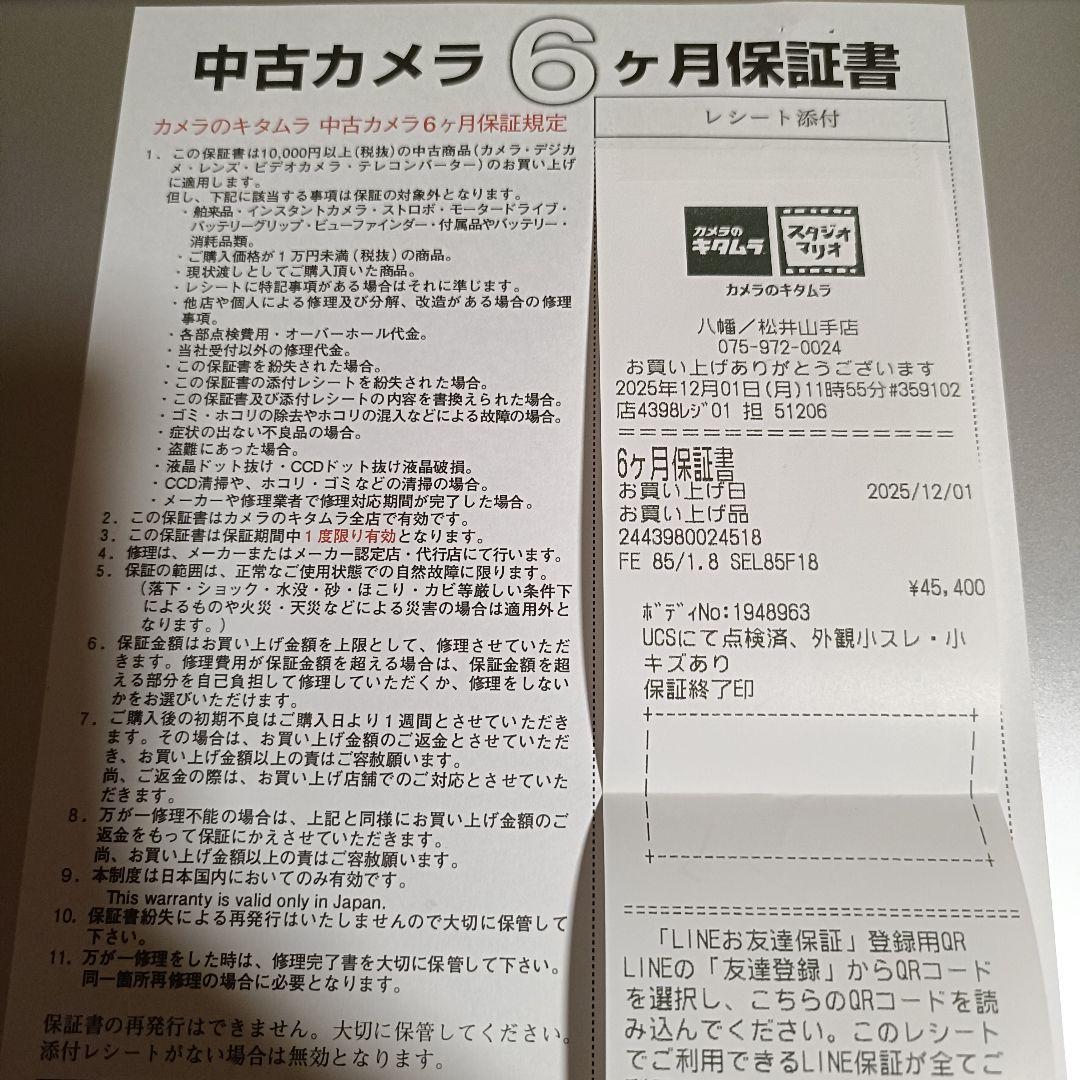 中古カメラ6ヶ月保証書
カメラのキタムラ 中古カメラ6ヶ月保証規定
1．この保証書は10,000円以上(税抜)の中古商品(カメラ・デジカ
メ・レンズ・ビデオカメラ・テレコンバーター)のお買い上げ
に適用します。
但し、下記に該当する事項は保証の対象外となります。
・舶来品・インスタントカメラ・ストロボ・モータードライブ・
バッテリーグリップ・ビューファインダー・付属品やバッテリー・
消耗品類。
・ご購入価格が１万円未満(税抜)の商品。
・現状渡しとしてご購入頂いた商品。
・レシートに特記事項がある場合はそれに準じます。
・他店や個人による修理及び分解、改造がある場合の修理
事項。
・各部点検費用・オーバーホール代金。
・当社受付以外の修理代金。
・この保証書を紛失された場合。
・この保証書の添付レシートを紛失された場合。
・この保証書及び添付レシートの内容を書換えられた場合。
・ゴミ・ホコリの除去やホコリの混入などによる故障の場合。
・症状の出ない不良品の場合。
・盗難にあった場合。
・液晶ドット抜け・CCDドット抜け液晶破損。
・CCD清掃や、ホコリ・ゴミなどの清掃の場合。
・メーカーや修理業者で修理対応期間が完了した場合。
2．この保証書はカメラのキタムラ全店で有効です。
3．この保証書は保証期間中１度限り有効となります。
4．修理は、メーカーまたはメーカー認定店・代行店にて行います。
5．保証の範囲は、正常なご使用状態での自然故障に限ります。
(落下・ショック・水没・砂・ほこり・カビ等厳しい条件下
によるものや火災・天災などによる災害の場合は適用外と
なります。)
6．保証金額はお買い上げ金額を上限として、修理させていただ
きます。修理費用が保証金額を超える場合は、保証金額を超
える部分を自己負担して修理していただくか、修理をしない
かをお選びいただけます。
7．ご購入後の初期不良はご購入日より１週間とさせていただき
ます。その場合は、お買い上げ金額のご返金とさせていただ
き、お買い上げ金額以上の責はご容赦願います。
尚、ご返金の際は、お買い上げ店舗でのご対応とさせていた
だきます。
8．万が一修理不能の場合は、上記と同様にお買い上げ金額のご
返金をもって保証にかえさせていただきます。
尚、お買い上げ金額以上の責はご容赦願います。
9．本制度は日本国内においてのみ有効です。
This warranty is valid only in Japan.
10．保証書紛失による再発行はいたしませんので大切に保管して
下さい。
11．万が一修理をした時は、修理完了書を大切に保管して下さい。
同一箇所再修理の場合に必要となります。
保証書の再発行はできません。大切に保管してください。
添付レシートがない場合は無効となります。
レシート添付
カメラの
キタムラ
スタジオ
マリオ
カメラのキタムラ
八幡／松井山手店
075-972-0024
お買い上げありがとうございます
2025年12月01日(月)11時55分#359102
店4398ﾚｼﾞ01 担 51206
================
6ヶ月保証書
お買い上げ日 2025/12/01
お買い上げ品
2443980024518
FE 85/1.8 SEL85F18
¥45,400
ﾎﾞﾃﾞｨNo:1948963
UCSにて点検済、外観小スレ・小
キズあり
保証終了印
====================
「LINEお友達保証」登録用QR
LINEの「友達登録」からQRコード
を選択し、こちらのQRコードを読
み込んでください。このレシート
でご利用できるLINE保証が全てご